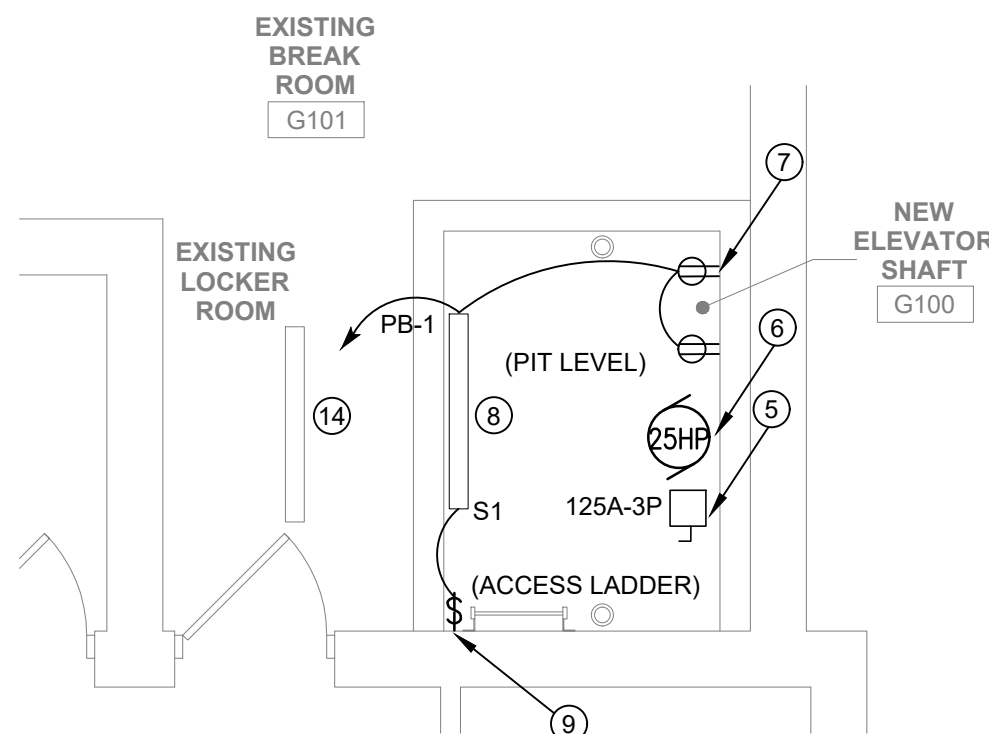 EXISTING
BREAK
ROOM
G101
7
NEW
ELEVATOR
SHAFT
G100
EXISTING
LOCKER
ROOM
PB-1
(PIT LEVEL)
6
14
8
25HP
5
125A-3P
S1
(ACCESS LADDER)
$
9